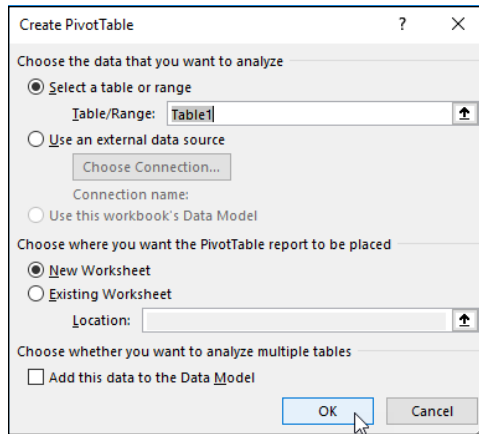 Create PivotTable ? ×
Choose the data that you want to analyze
Select a table or range
Table/Range: Table1
Use an external data source
Choose Connection...
Connection name:
Use this workbook's Data Model
Choose where you want the PivotTable report to be placed
New Worksheet
Existing Worksheet
Location:
Choose whether you want to analyze multiple tables
Add this data to the Data Model
OK Cancel